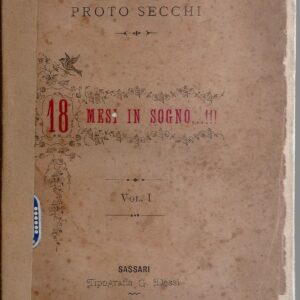 PROTO SECCHI
18 MESI IN SOGNO...!!!
VOL. I
SASSARI
Tipografia G. Dessì